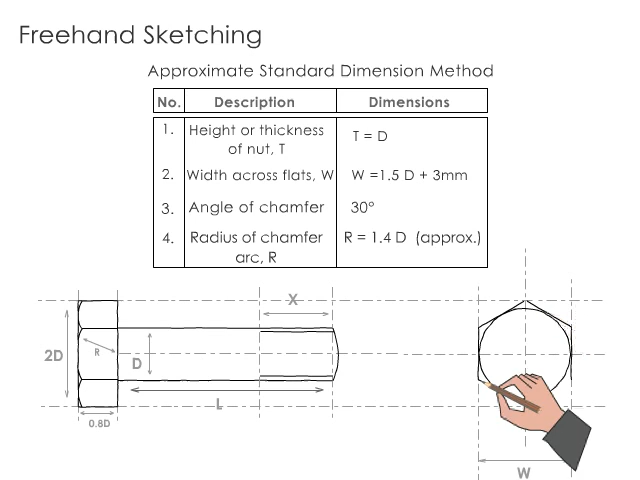 Freehand Sketching
Approximate Standard Dimension Method
No. Description Dimensions
1. Height or thickness of nut, T T = D
2. Width across flats, W W =1.5 D + 3mm
3. Angle of chamfer 30°
4. Radius of chamfer arc, R R = 1.4 D (approx.)
X
2D
R
D
L
0.8D
W